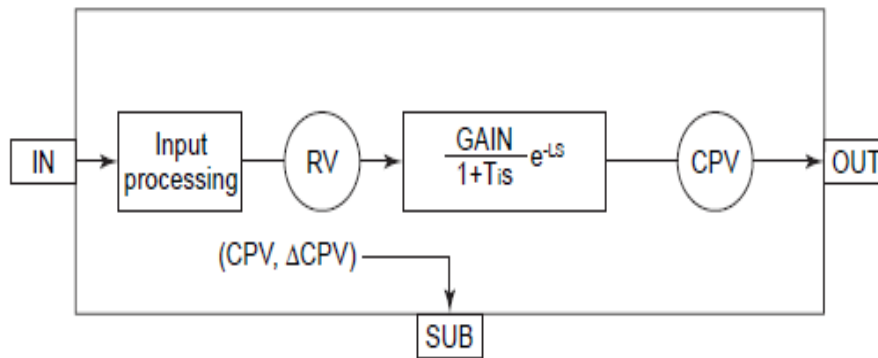 IN
Input
processing
RV
GAIN
1+Tis
e-LS
CPV
OUT
(CPV, ΔCPV)
SUB